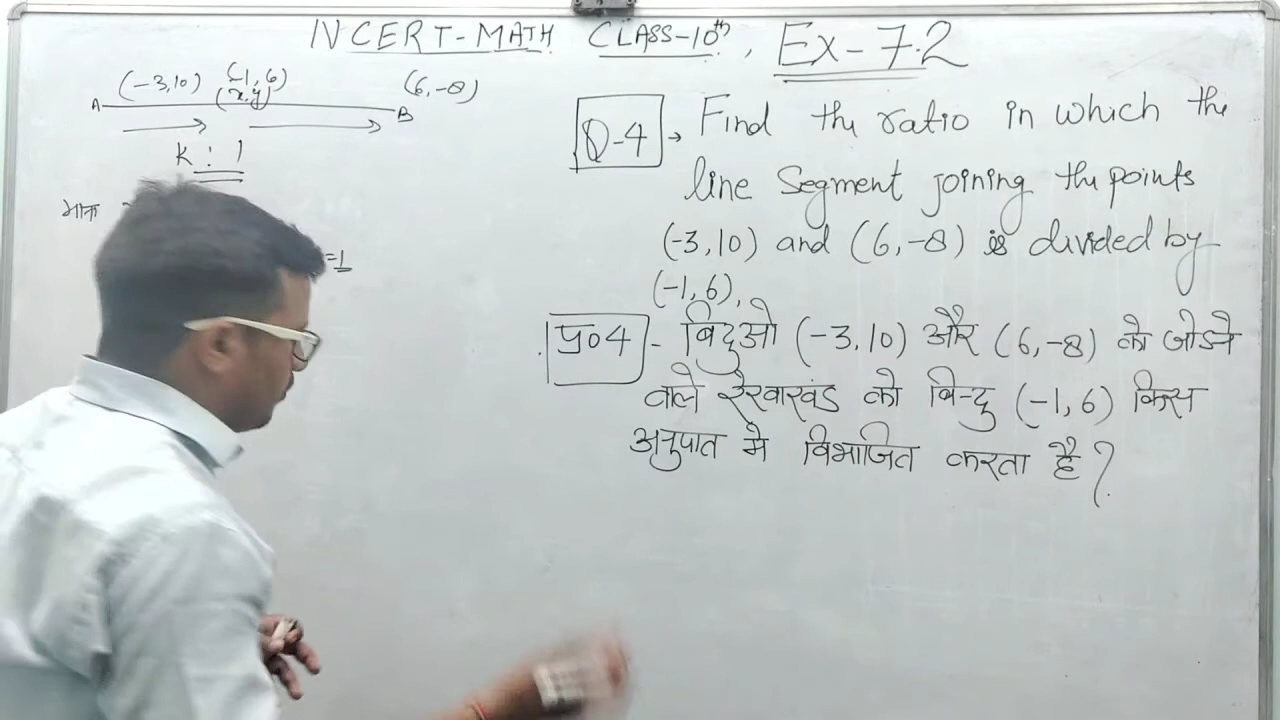 NCERT-MATH CLASS-10th, Ex-7.2
(-3,10) (-1,6) (6,-8)
A (x,y) B
K : 1
माना
=1
Q-4 → Find the ratio in which the
line Segment joining the points
(-3,10) and (6,-8) is divided by
(-1,6),
प्र०4 - बिदुओ (-3,10) और (6,-8) को जोडने
वाले रेखाखंड को बिन्दु (-1,6) किस
अनुपात मे विभाजित करता है?